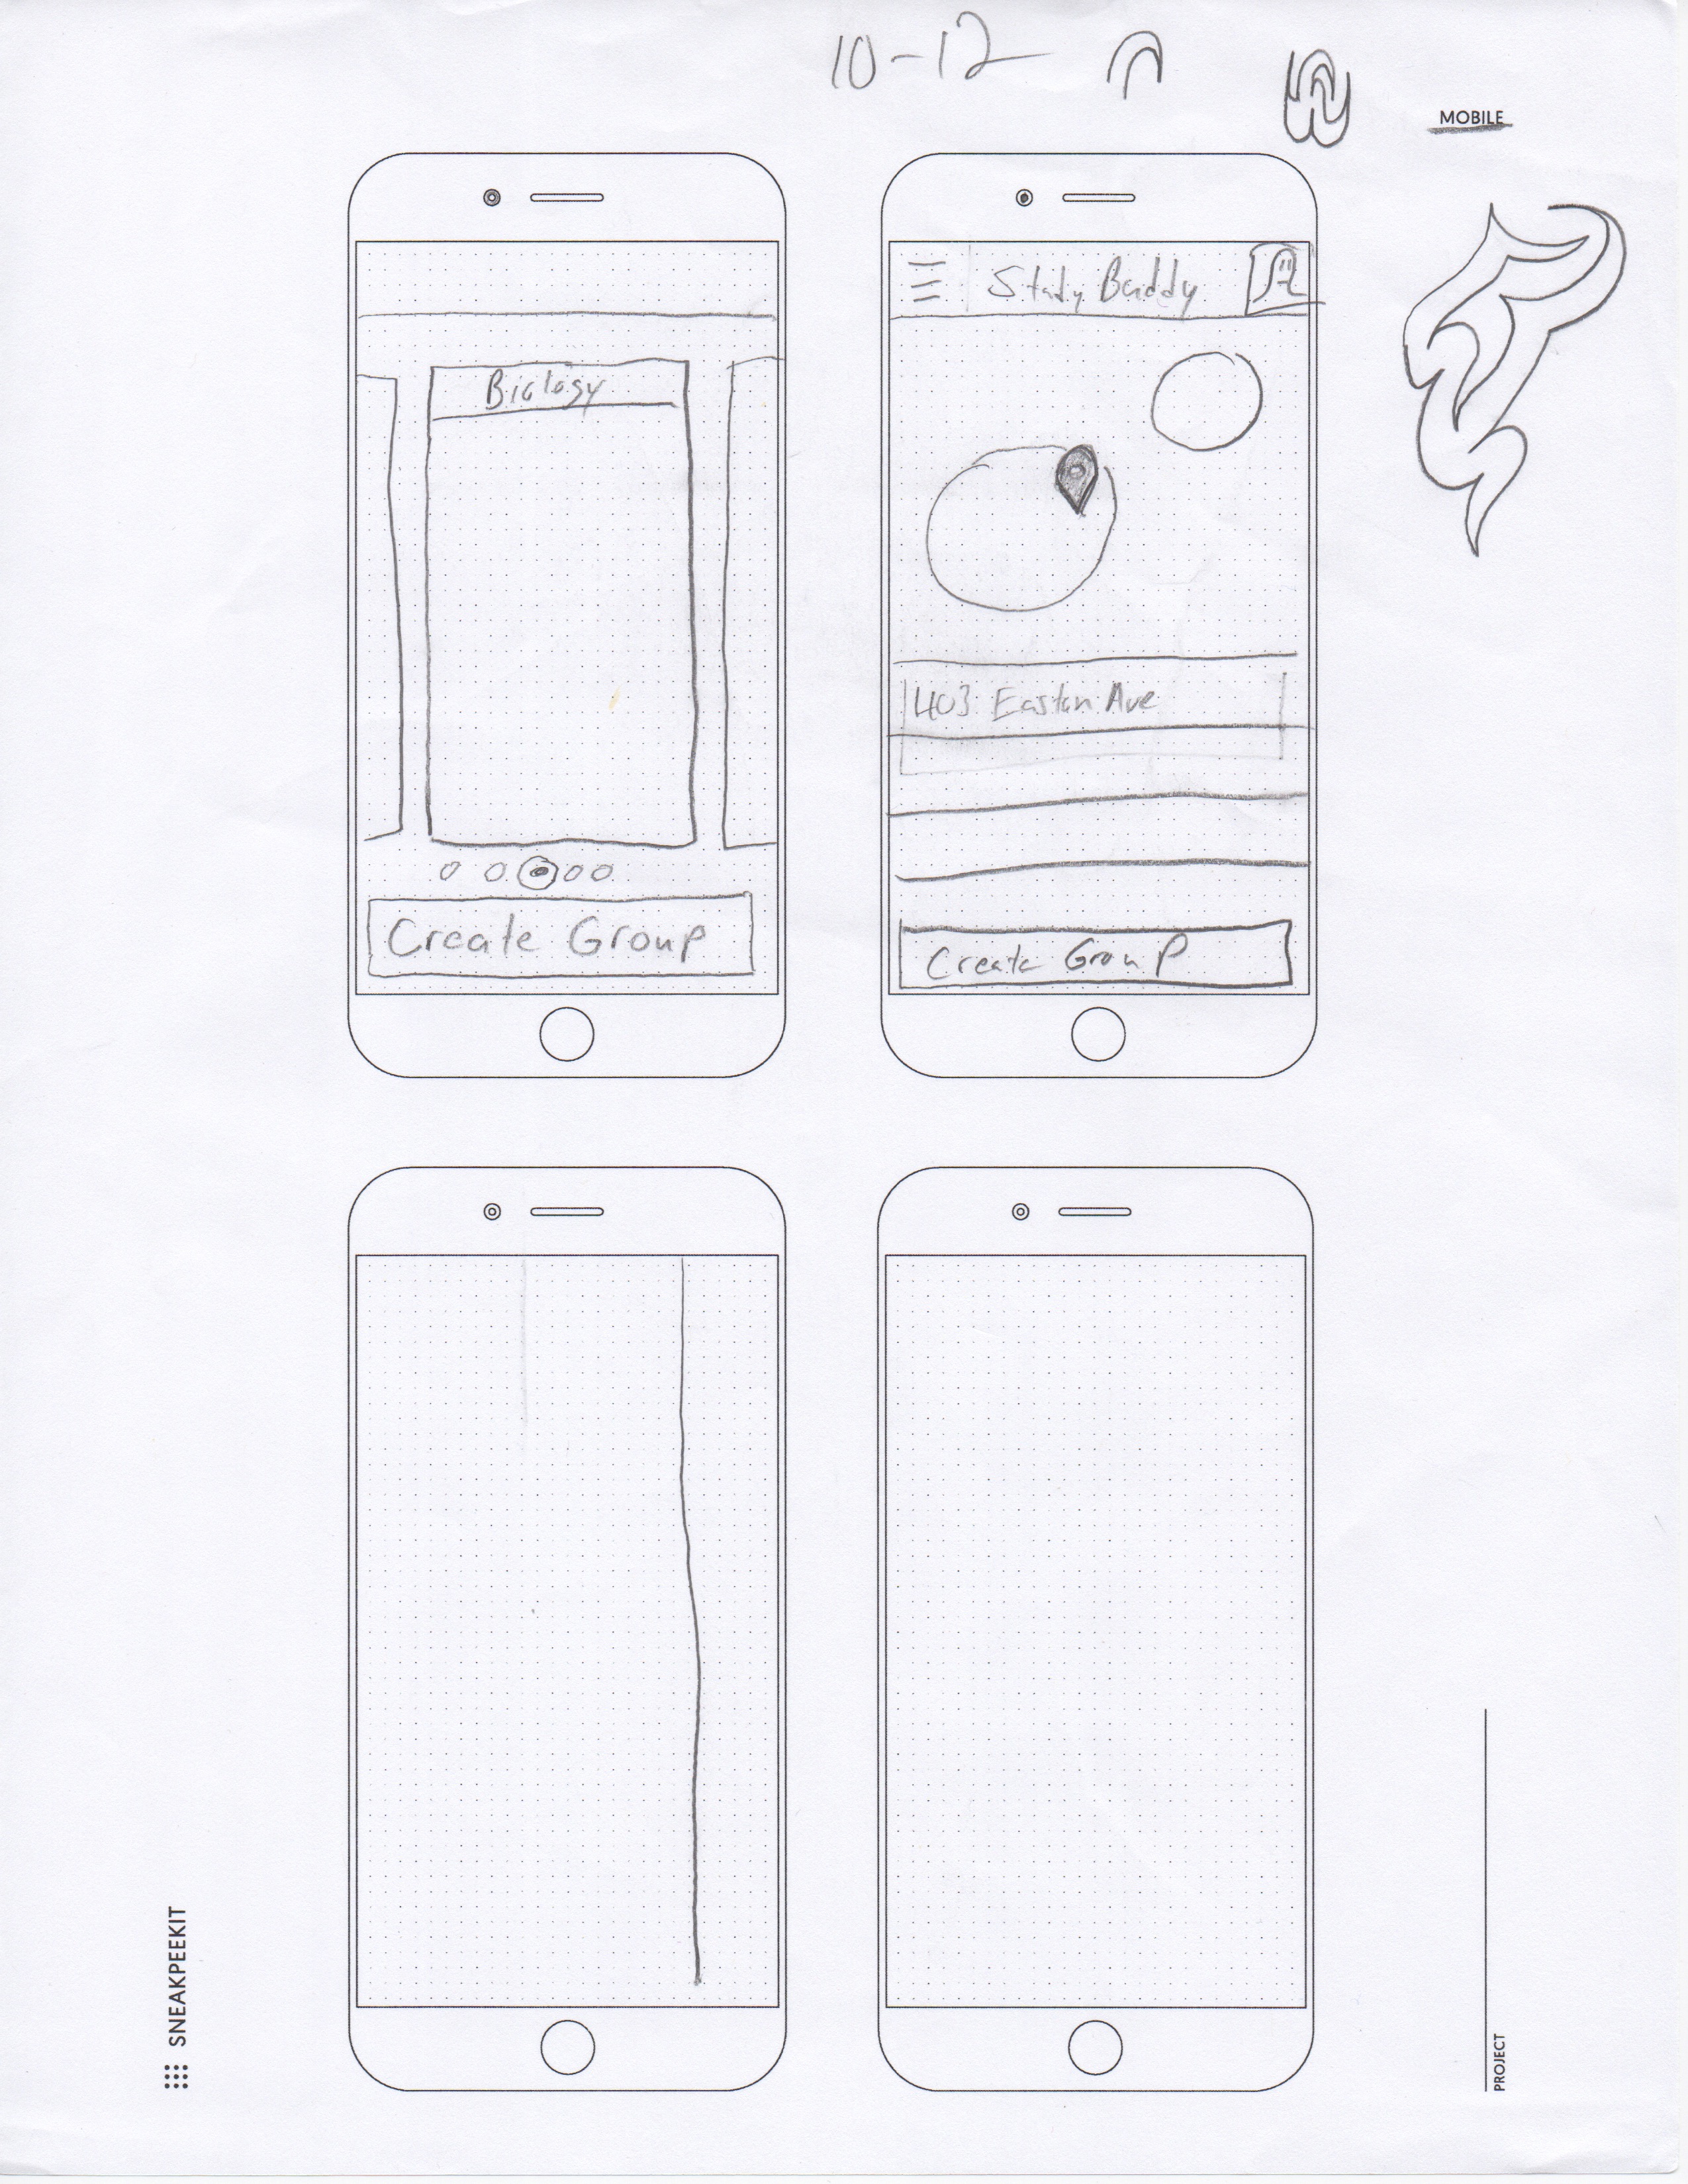 10-12
MOBILE
Study Buddy
Biology
403 Easton Ave
Create Group
Create Group
SNEAKPEEKIT
PROJECT